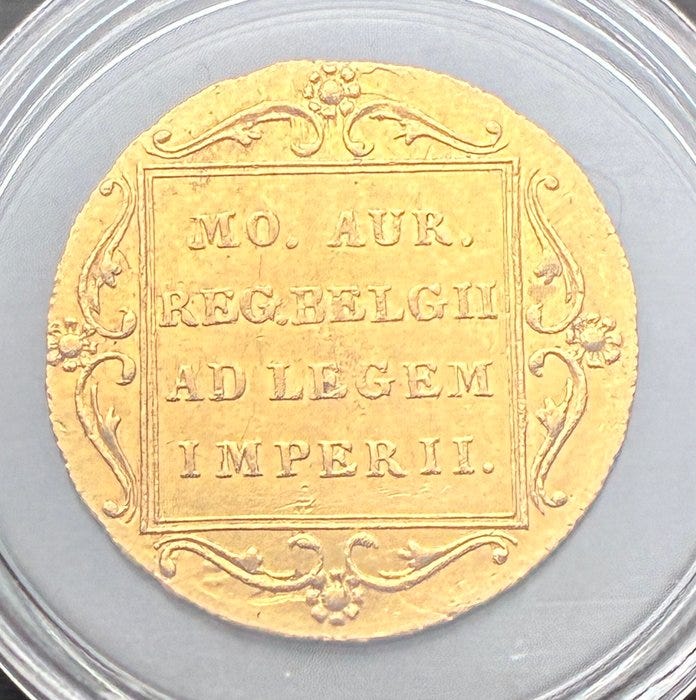 MO. AUR.
REG.BELGII
AD LEGEM
IMPERII.